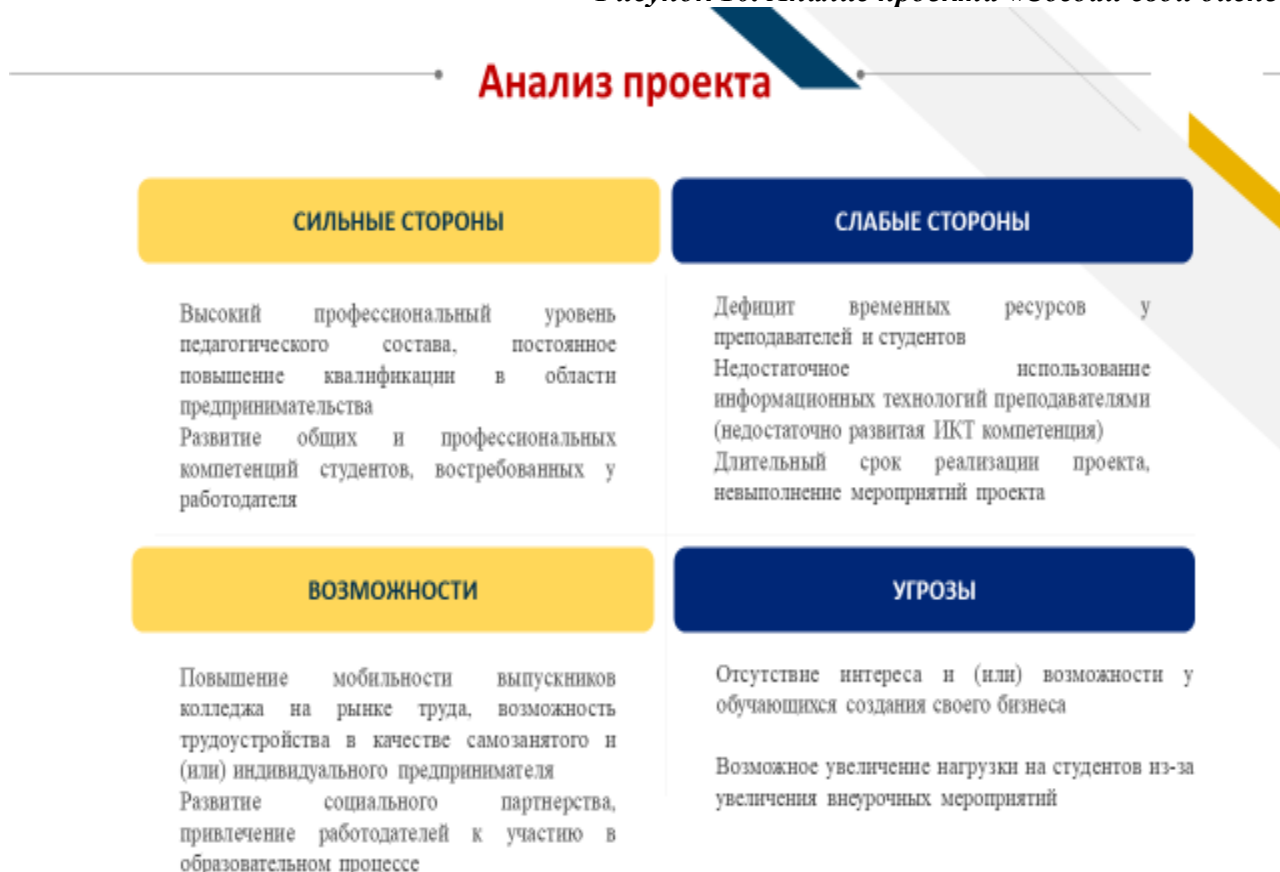 Анализ проекта
СИЛЬНЫЕ СТОРОНЫ
Высокий профессиональный уровень
педагогического состава, постоянное
повышение квалификации в области
предпринимательства
Развитие общих и профессиональных
компетенций студентов, востребованных у
работодателя
СЛАБЫЕ СТОРОНЫ
Дефицит временных ресурсов у
преподавателей и студентов
Недостаточное использование
информационных технологий преподавателями
(недостаточно развитая ИКТ компетенция)
Длительный срок реализации проекта,
невыполнение мероприятий проекта
ВОЗМОЖНОСТИ
Повышение мобильности выпускников
колледжа на рынке труда, возможность
трудоустройства в качестве самозанятого и
(или) индивидуального предпринимателя
Развитие социального партнерства,
привлечение работодателей к участию в
образовательном процессе
УГРОЗЫ
Отсутствие интереса и (или) возможности у
обучающихся создания своего бизнеса
Возможное увеличение нагрузки на студентов из-за
увеличения внеурочных мероприятий